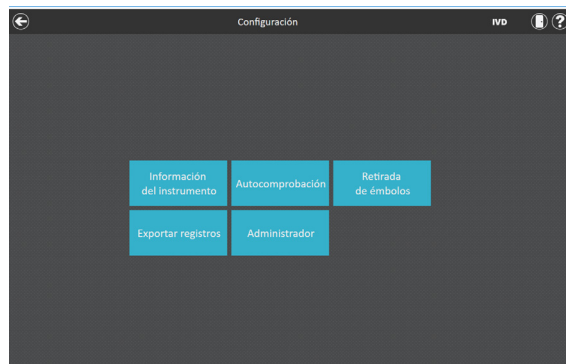 Configuración
IVD
?
Información
del instrumento
Autocomprobación
Retirada
de émbolos
Exportar registros
Administrador